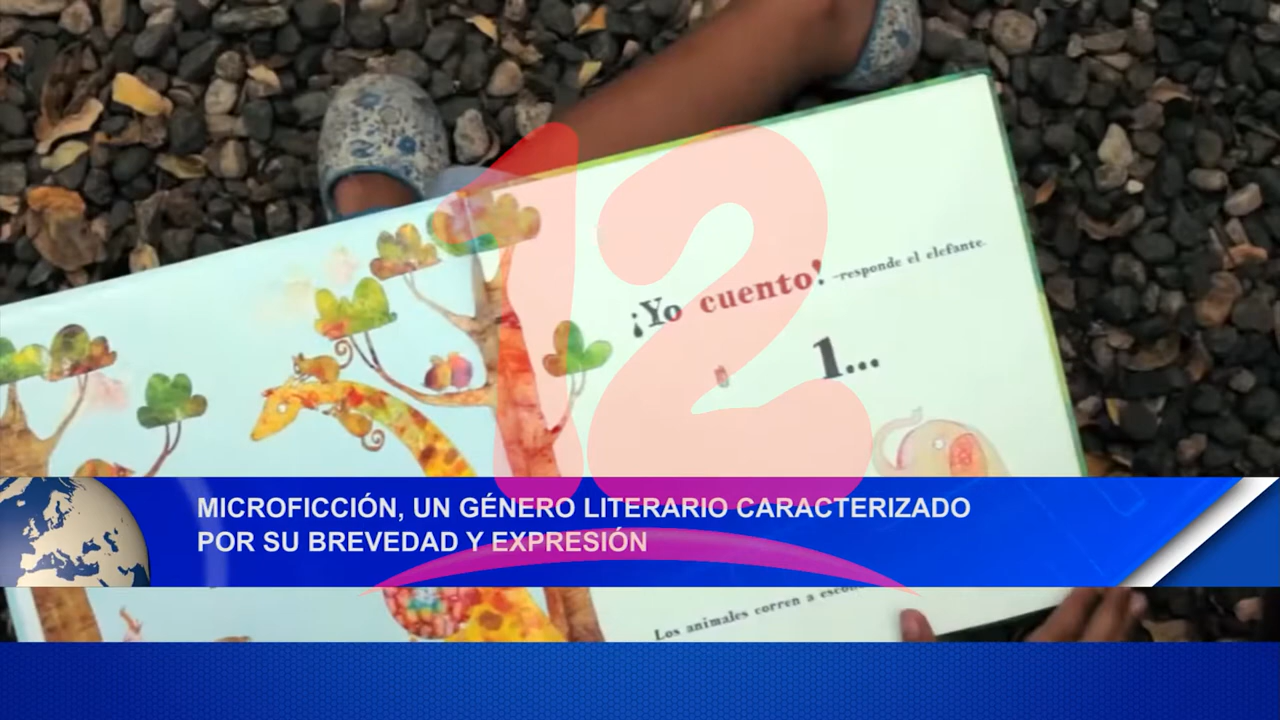 12
¡Yo cuento! –responde el elefante.
1...
MICROFICCIÓN, UN GÉNERO LITERARIO CARACTERIZADO
POR SU BREVEDAD Y EXPRESIÓN
Los animales corren a